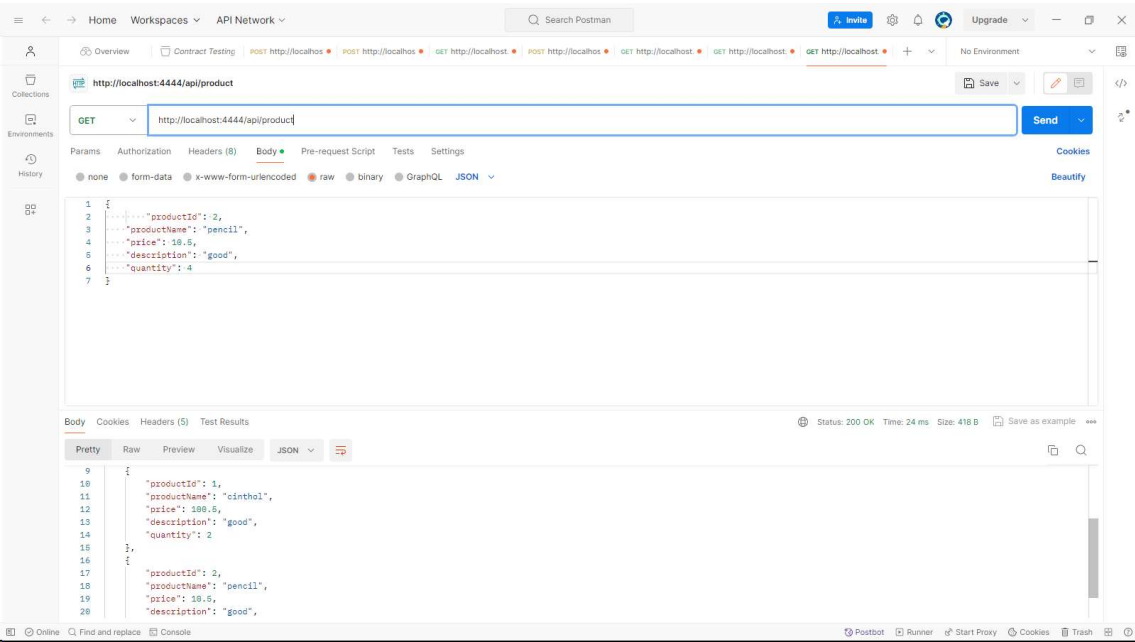 Home Workspaces API Network Search Postman Invite Upgrade
Overview Contract Testing POST http://localhos POST http://localhos GET http://localhost. POST http://localhos GET http://localhost. GET http://localhost: GET http://localhost. No Environment
HTTP http://localhost:4444/api/product Save
Collections
GET http://localhost:4444/api/product Send
Environments
Params Authorization Headers (8) Body Pre-request Script Tests Settings Cookies
History
none form-data x-www-form-urlencoded raw binary GraphQL JSON Beautify
1 {
2 "productId": 2,
3 "productName": "pencil",
4 "price": 10.5,
5 "description": "good",
6 "quantity": 4
7 }
Body Cookies Headers (5) Test Results Status: 200 OK Time: 24 ms Size: 418 B Save as example
Pretty Raw Preview Visualize JSON
9 {
10 "productId": 1,
11 "productName": "cinthol",
12 "price": 100.5,
13 "description": "good",
14 "quantity": 2
15 },
16 {
17 "productId": 2,
18 "productName": "pencil",
19 "price": 10.5,
20 "description": "good",
Online Find and replace Console Postbot Runner Start Proxy Cookies Trash